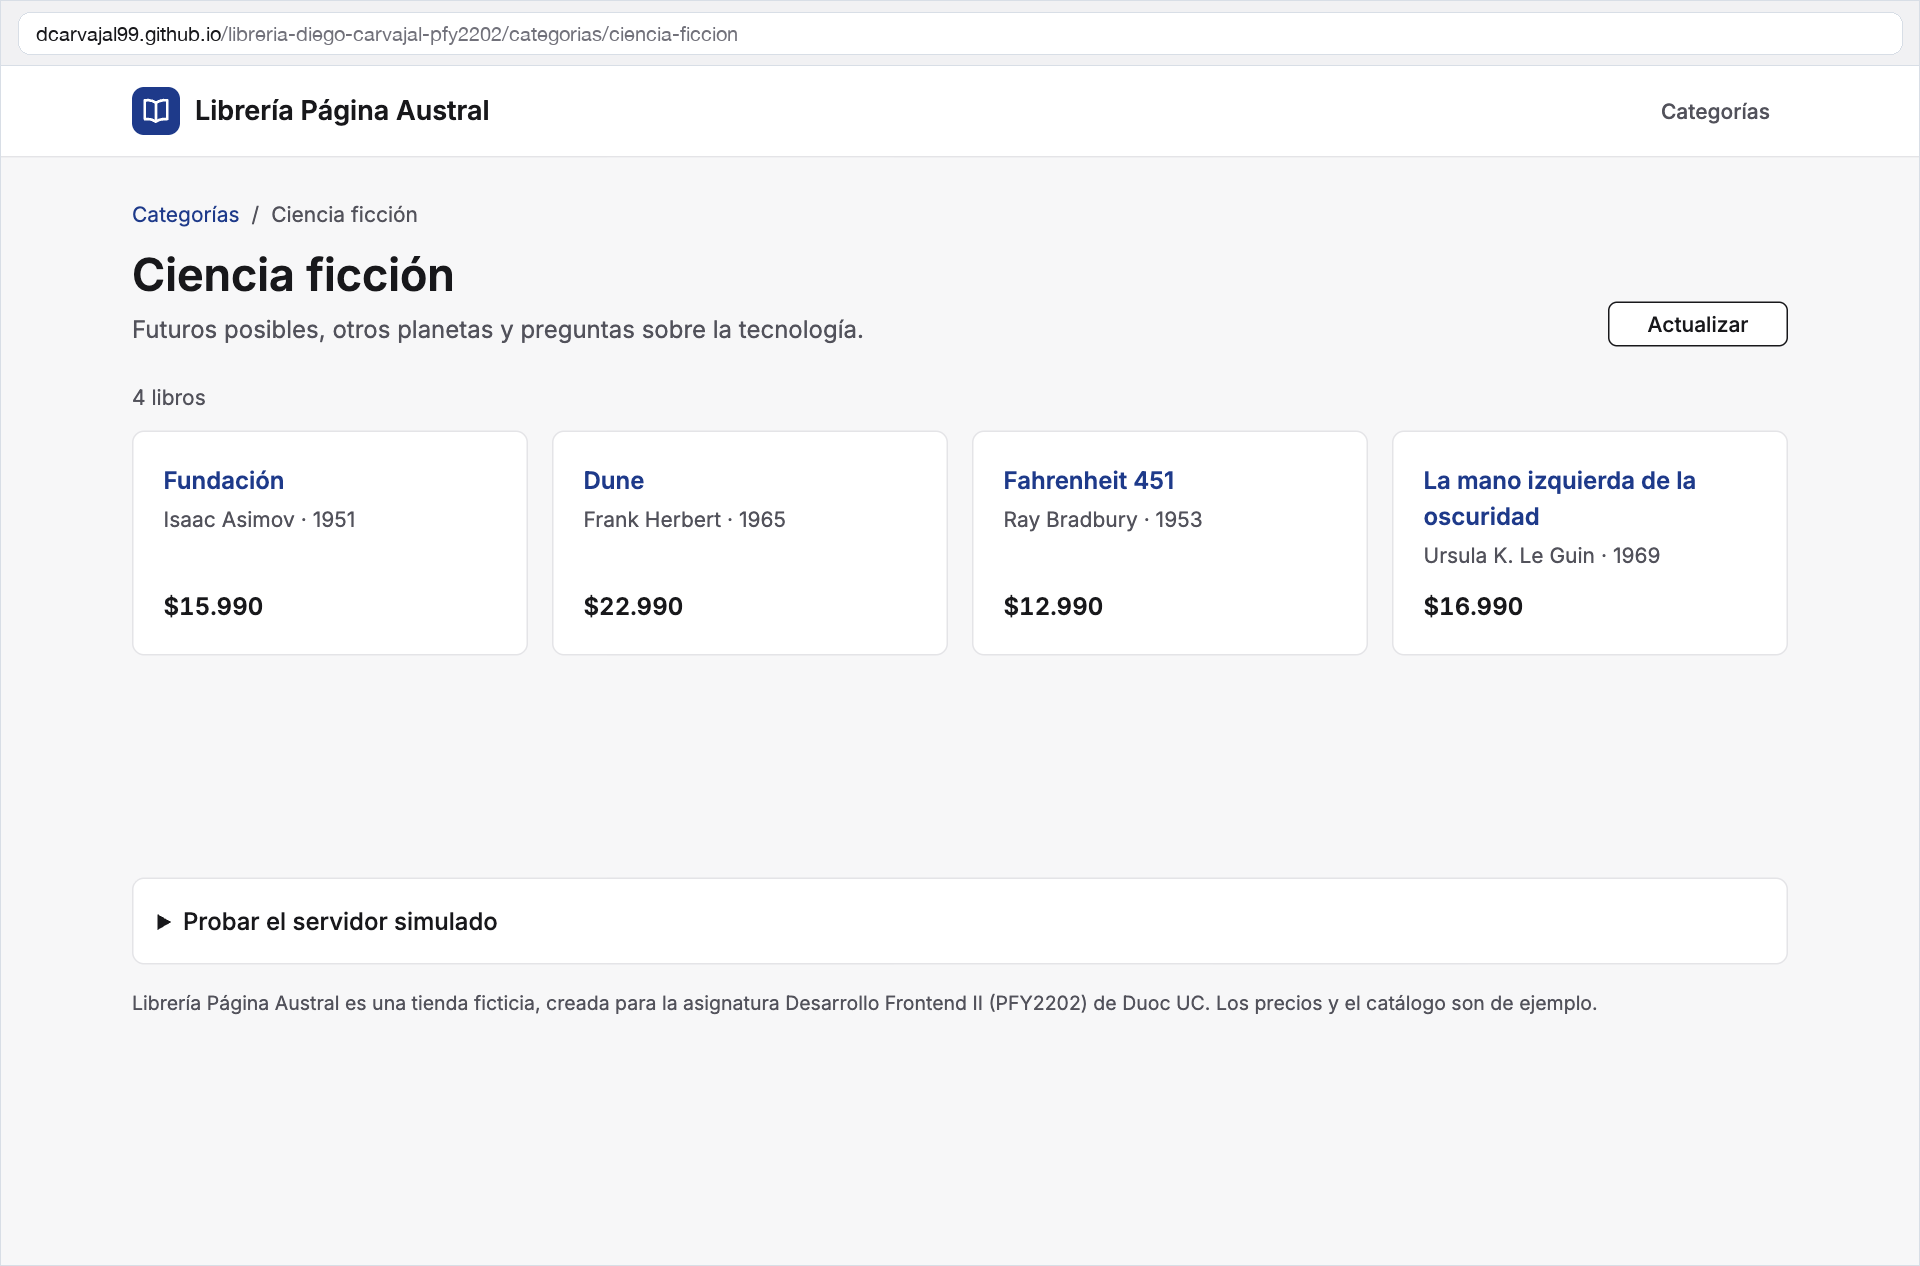 dcarvajal99.github.io/libreria-diego-carvajal-pfy2202/categorias/ciencia-ficcion
Librería Página Austral
Categorías
Categorías / Ciencia ficción
Ciencia ficción
Futuros posibles, otros planetas y preguntas sobre la tecnología.
Actualizar
4 libros
Fundación
Isaac Asimov · 1951
$15.990
Dune
Frank Herbert · 1965
$22.990
Fahrenheit 451
Ray Bradbury · 1953
$12.990
La mano izquierda de la
oscuridad
Ursula K. Le Guin · 1969
$16.990
Probar el servidor simulado
Librería Página Austral es una tienda ficticia, creada para la asignatura Desarrollo Frontend II (PFY2202) de Duoc UC. Los precios y el catálogo son de ejemplo.